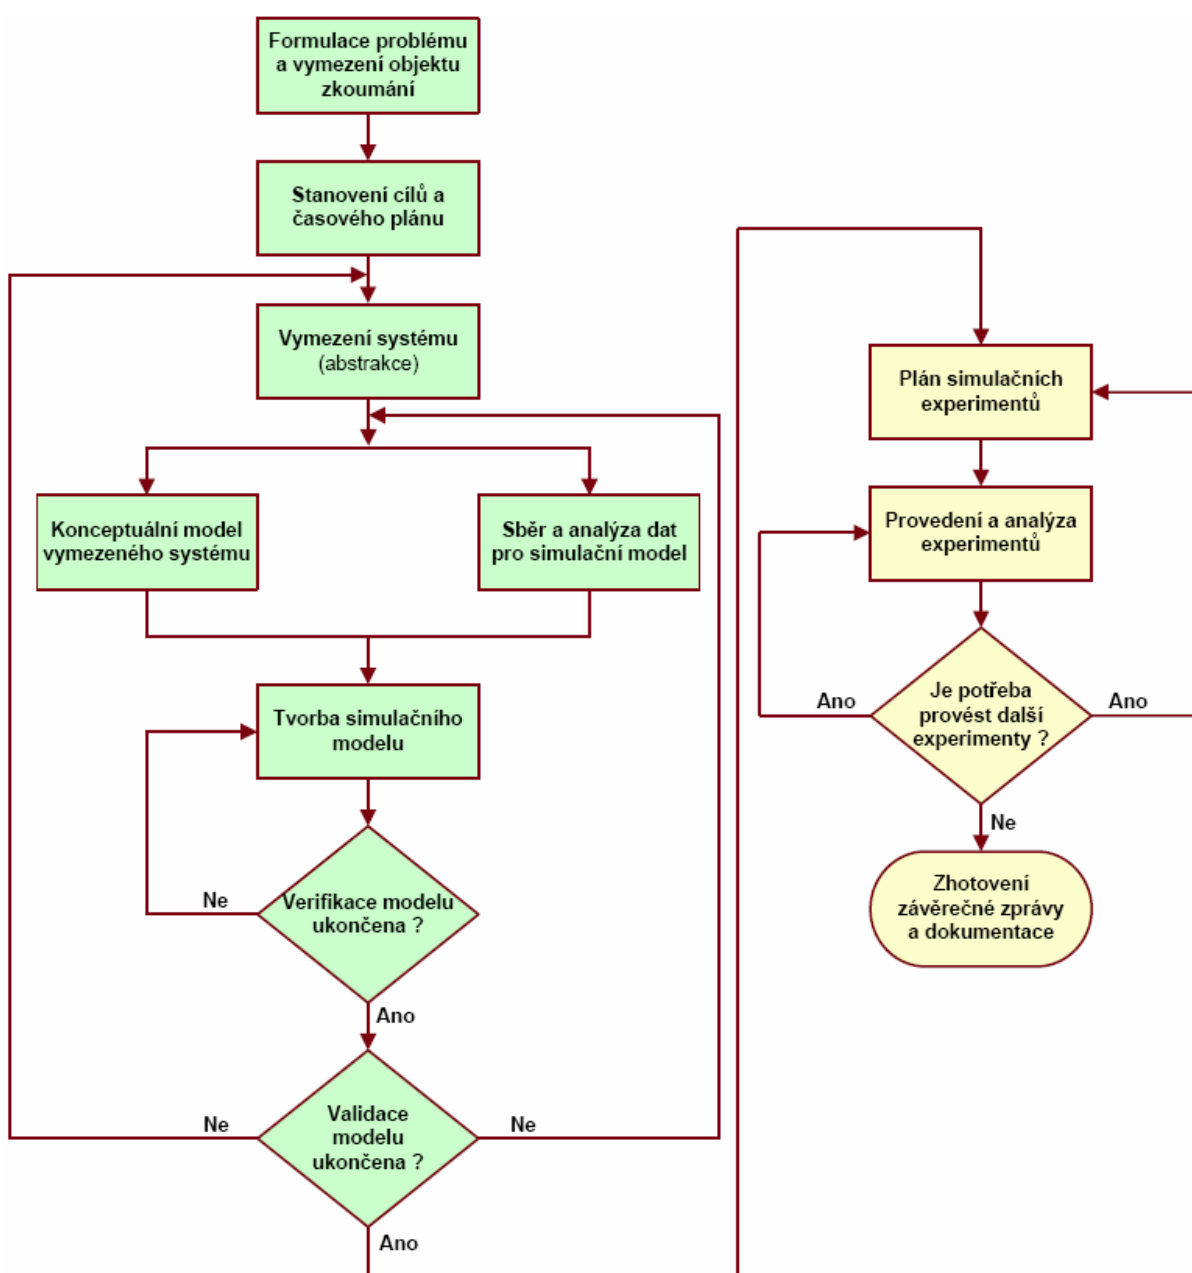 Formulace problému
a vymezení objektu
zkoumání
Stanovení cílů a
časového plánu
Vymezení systému
(abstrakce)
Konceptuální model
vymezeného systému
Sběr a analýza dat
pro simulační model
Tvorba simulačního
modelu
Verifikace modelu
ukončena ?
Ne
Ano
Validace
modelu
ukončena ?
Ne
Ne
Ano
Plán simulačních
experimentů
Provedení a analýza
experimentů
Je potřeba
provést další
experimenty ?
Ano
Ano
Ne
Zhotovení
závěrečné zprávy
a dokumentace